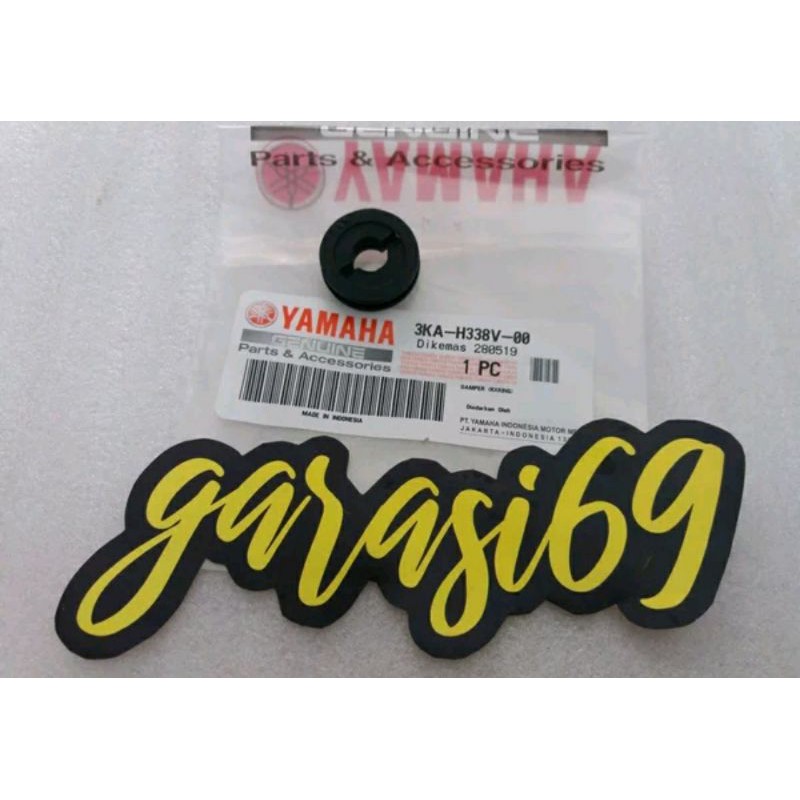 GENUINE
Parts & Accessories
YAMAHA
YAMAHA
GENUINE
Parts & Accessories
MADE IN INDONESIA
3KA-H338V-00
Dikemas 280519
1 PC
DAMPER (RXKING)
Diedarkan Oleh
PT. YAMAHA INDONESIA MOTOR
JAKARTA-INDONESIA
garasi69